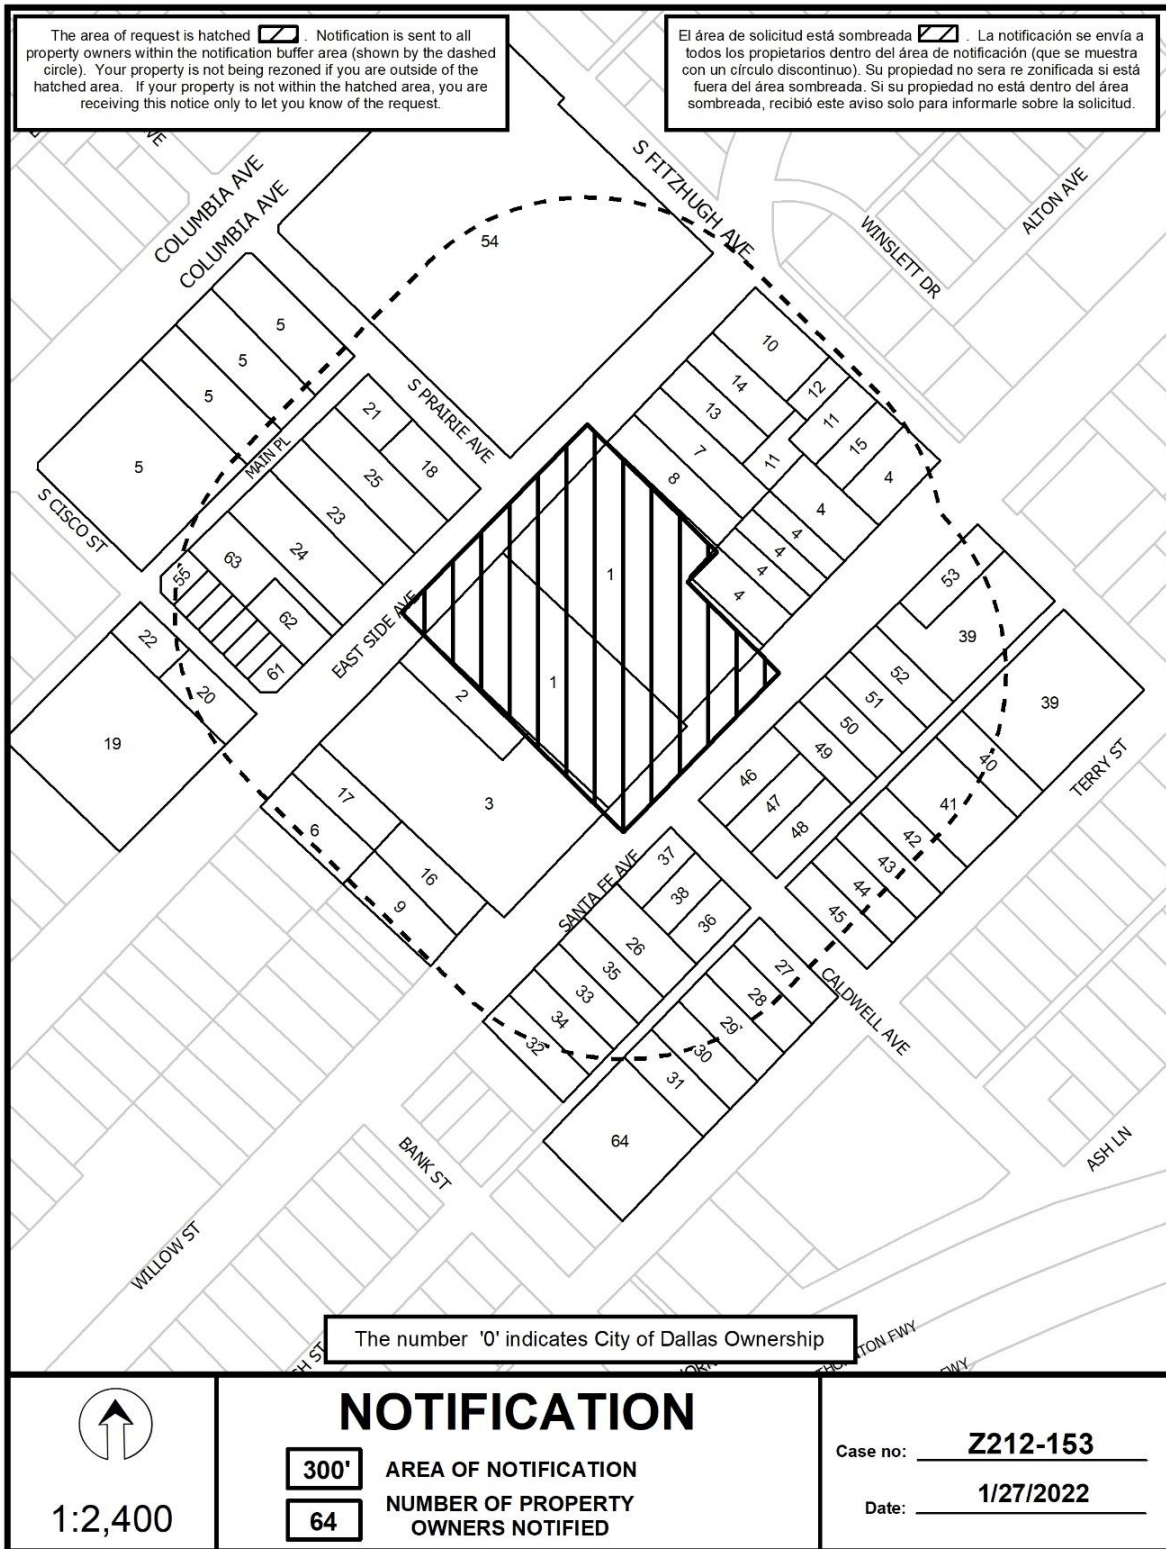 The area of request is hatched . Notification is sent to all
property owners within the notification buffer area (shown by the dashed
circle). Your property is not being rezoned if you are outside of the
hatched area. If your property is not within the hatched area, you are
receiving this notice only to let you know of the request.
El área de solicitud está sombreada . La notificación se envía a
todos los propietarios dentro del área de notificación (que se muestra
con un círculo discontinuo). Su propiedad no sera re zonificada si está
fuera del área sombreada. Si su propiedad no está dentro del área
sombreada, recibió este aviso solo para informarle sobre la solicitud.
AVE
COLUMBIA AVE
COLUMBIA AVE
S FITZHUGH AVE
WINSLETT DR
ALTON AVE
54
5
5
5
5
S CISCO ST
MAIN PL
S PRAIRIE AVE
21
18
25
23
24
63
62
55
61
EAST SIDE AVE
22
20
19
10
14
12
13
11
7
11
15
8
4
4
4
4
4
4
1
1
2
3
17
6
16
9
53
39
52
51
50
49
46
47
48
39
40
41
42
43
44
45
TERRY ST
SANTA FE AVE
37
38
36
26
35
33
34
32
27
28
29
30
31
64
CALDWELL AVE
ASH LN
BANK ST
WILLOW ST
The number '0' indicates City of Dallas Ownership
SH ST
FWY
1:2,400
NOTIFICATION
300' AREA OF NOTIFICATION
64 NUMBER OF PROPERTY
OWNERS NOTIFIED
Case no: Z212-153
Date: 1/27/2022